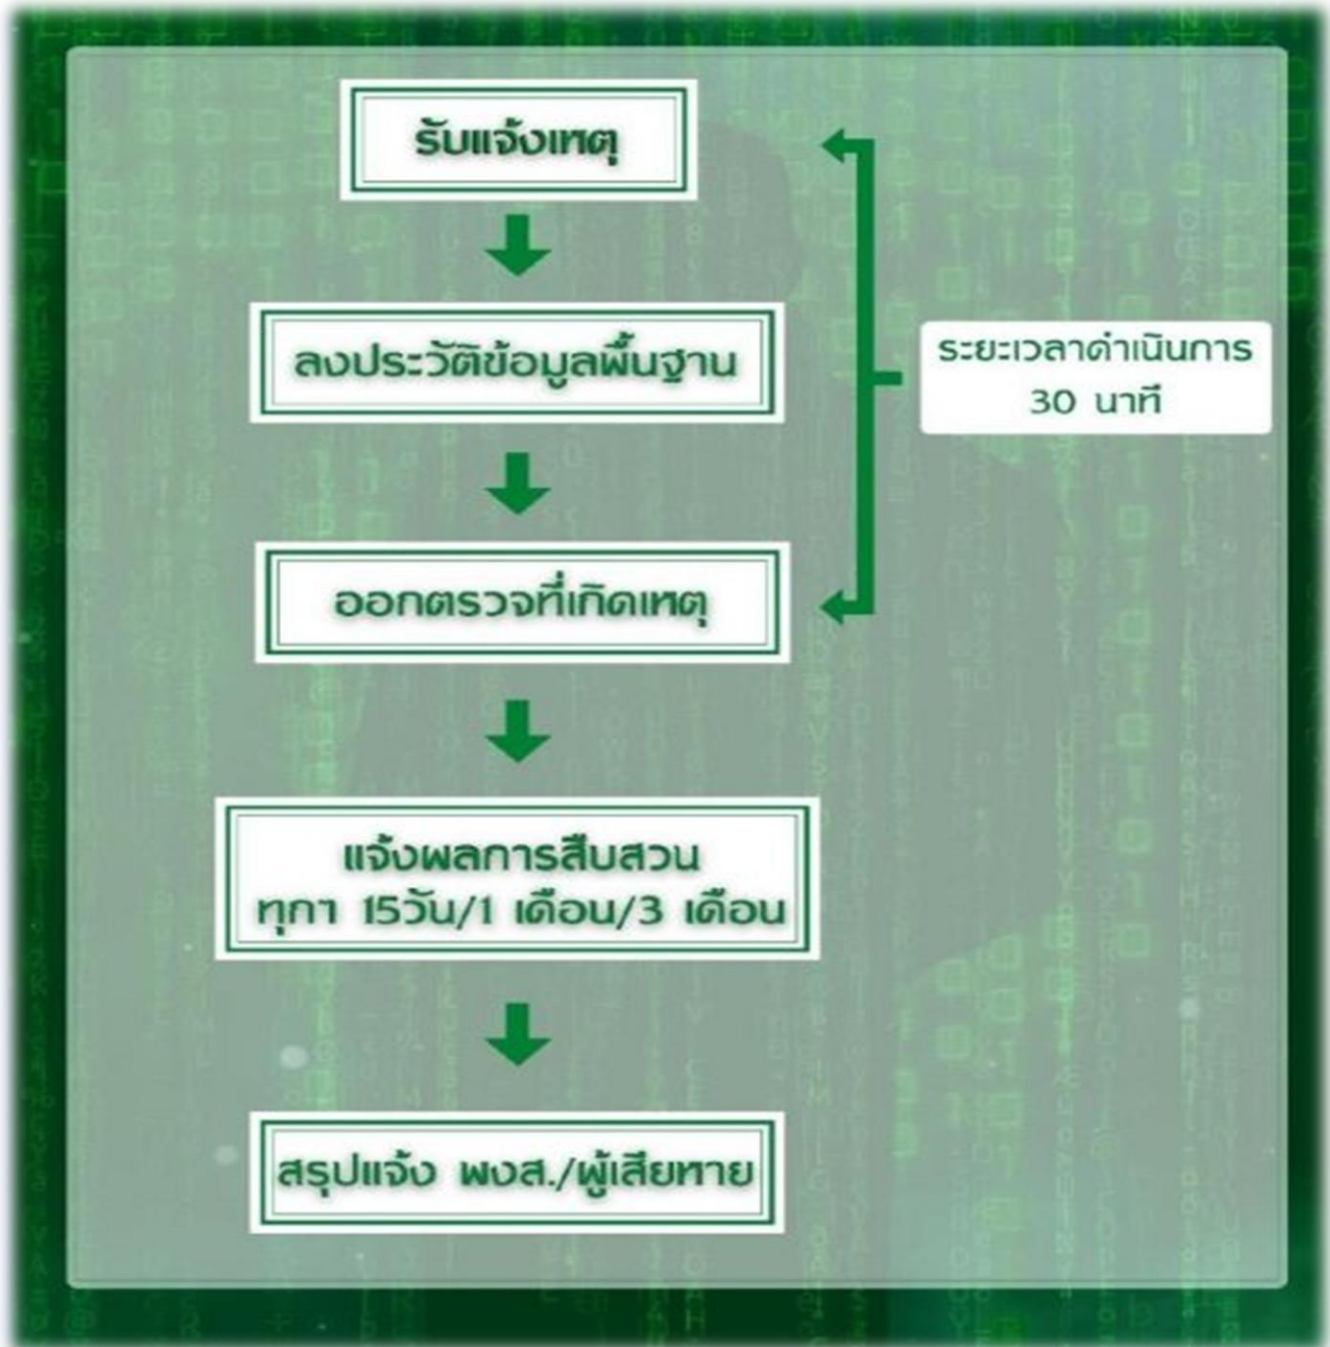 รับแจ้งเหตุ
ลงประวัติข้อมูลพื้นฐาน
ระยะเวลาดำเนินการ
30 นาที
ออกตรวจที่เกิดเหตุ
แจ้งผลการสืบสวน
ทุกๅ 15วัน/1 เดือน/3 เดือน
สรุปแจ้ง พงส./ผู้เสียหาย